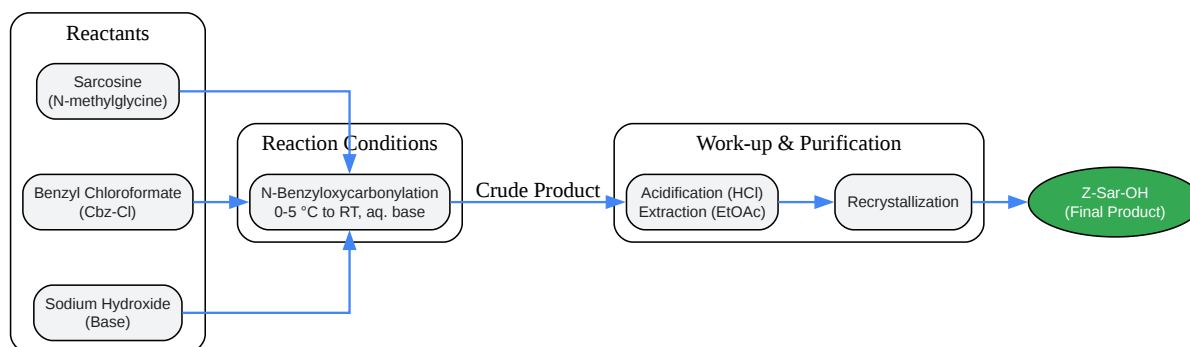 Reactants
Sarcosine
(N-methylglycine)
Benzyl Chloroformate
(Cbz-Cl)
Sodium Hydroxide
(Base)
Reaction Conditions
N-Benzyloxycarbonylation
0-5 °C to RT, aq. base
Crude Product
Work-up & Purification
Acidification (HCl)
Extraction (EtOAc)
Recrystallization
Z-Sar-OH
(Final Product)